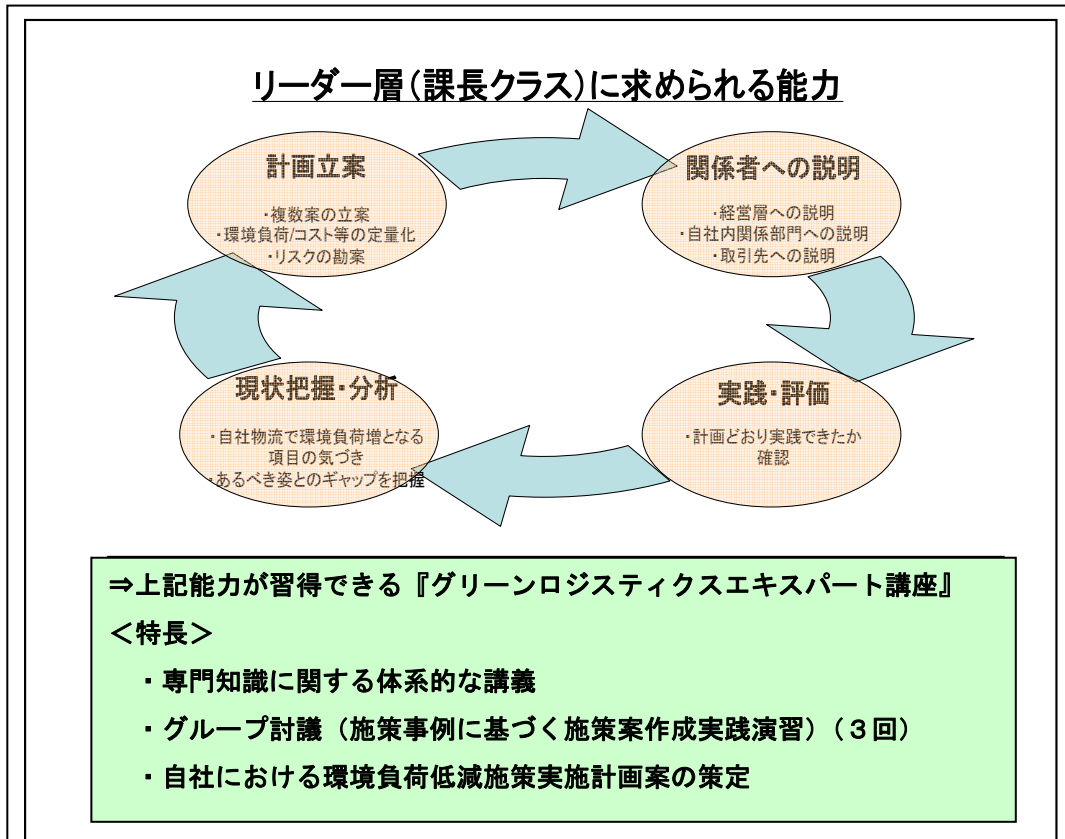 リーダー層(課長クラス)に求められる能力
計画立案
・複数案の立案
・環境負荷/コスト等の定量化
・リスクの勘案
関係者への説明
・経営層への説明
・自社内関係部門への説明
・取引先への説明
現状把握・分析
・自社物流で環境負荷増となる
項目の気づき
・あるべき姿とのギャップを把握
実践・評価
・計画どおり実践できたか
確認
⇒上記能力が習得できる『グリーンロジスティクスエキスパート講座』
＜特長＞
・専門知識に関する体系的な講義
・グループ討議（施策事例に基づく施策案作成実践演習）（３回）
・自社における環境負荷低減施策実施計画案の策定